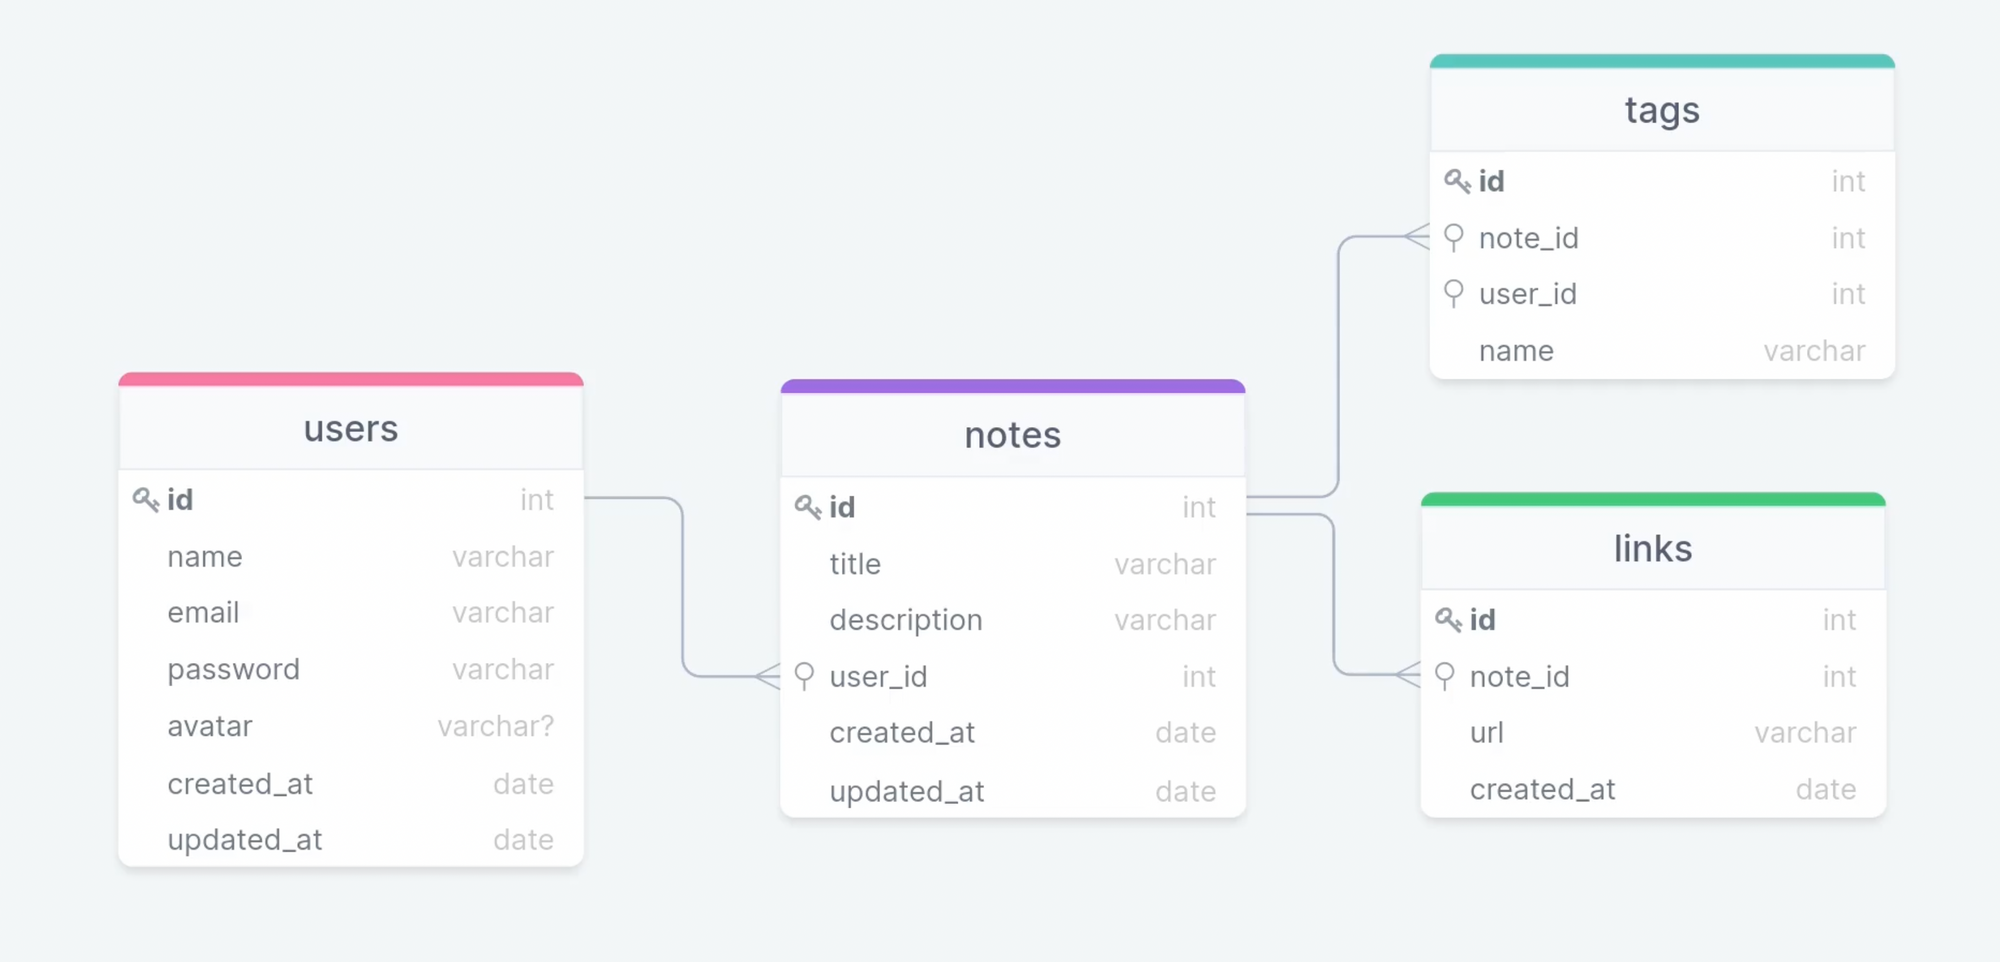 users
id int
name varchar
email varchar
password varchar
avatar varchar?
created_at date
updated_at date
notes
id int
title varchar
description varchar
user_id int
created_at date
updated_at date
tags
id int
note_id int
user_id int
name varchar
links
id int
note_id int
url varchar
created_at date